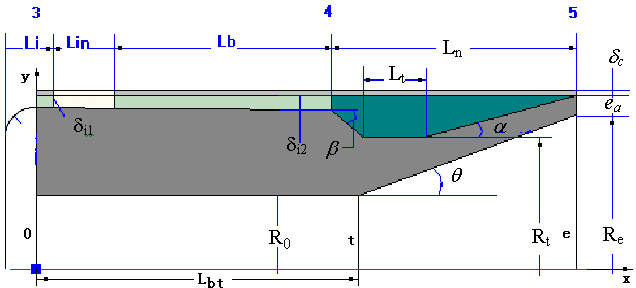 3 4 5
Li Lin Lb Ln
Lt δc
y ea
δi1 δi2 β α
θ
0 R0 t Rt e Re
Lbt x